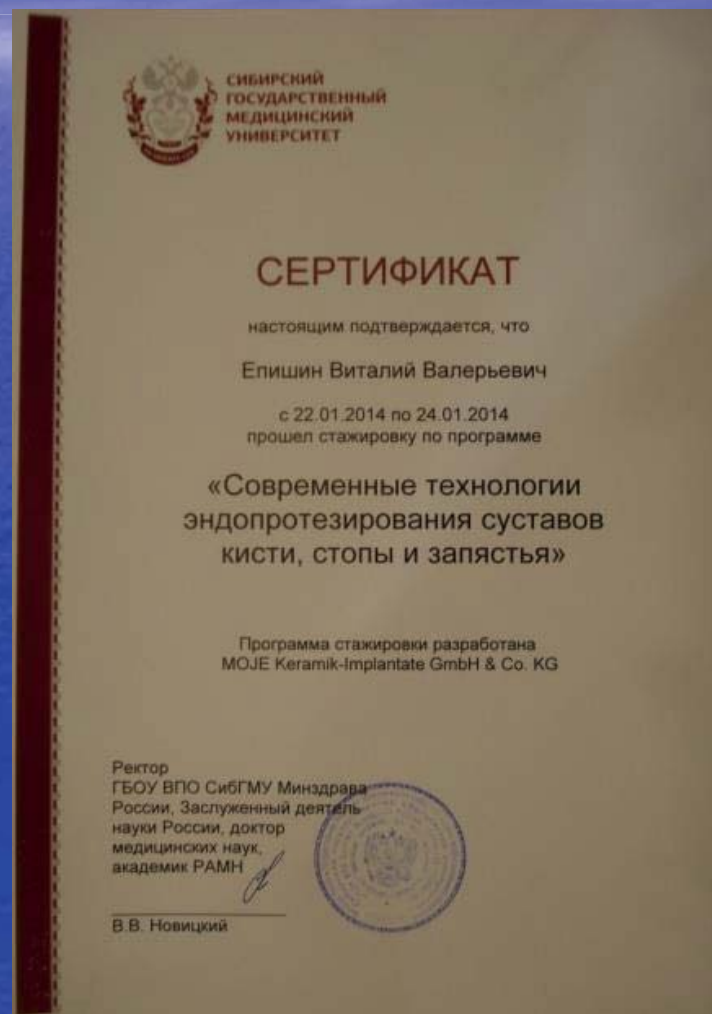 СИБИРСКИЙ
ГОСУДАРСТВЕННЫЙ
МЕДИЦИНСКИЙ
УНИВЕРСИТЕТ
СЕРТИФИКАТ
настоящим подтверждается, что
Епишин Виталий Валерьевич
с 22.01.2014 по 24.01.2014
прошел стажировку по программе
«Современные технологии
эндопротезирования суставов
кисти, стопы и запястья»
Программа стажировки разработана
MOJE Keramik-Implantate GmbH & Co. KG
Ректор
ГБОУ ВПО СибГМУ Минздрава
России, Заслуженный деятель
науки России, доктор
медицинских наук,
академик РАМН
В.В. Новицкий